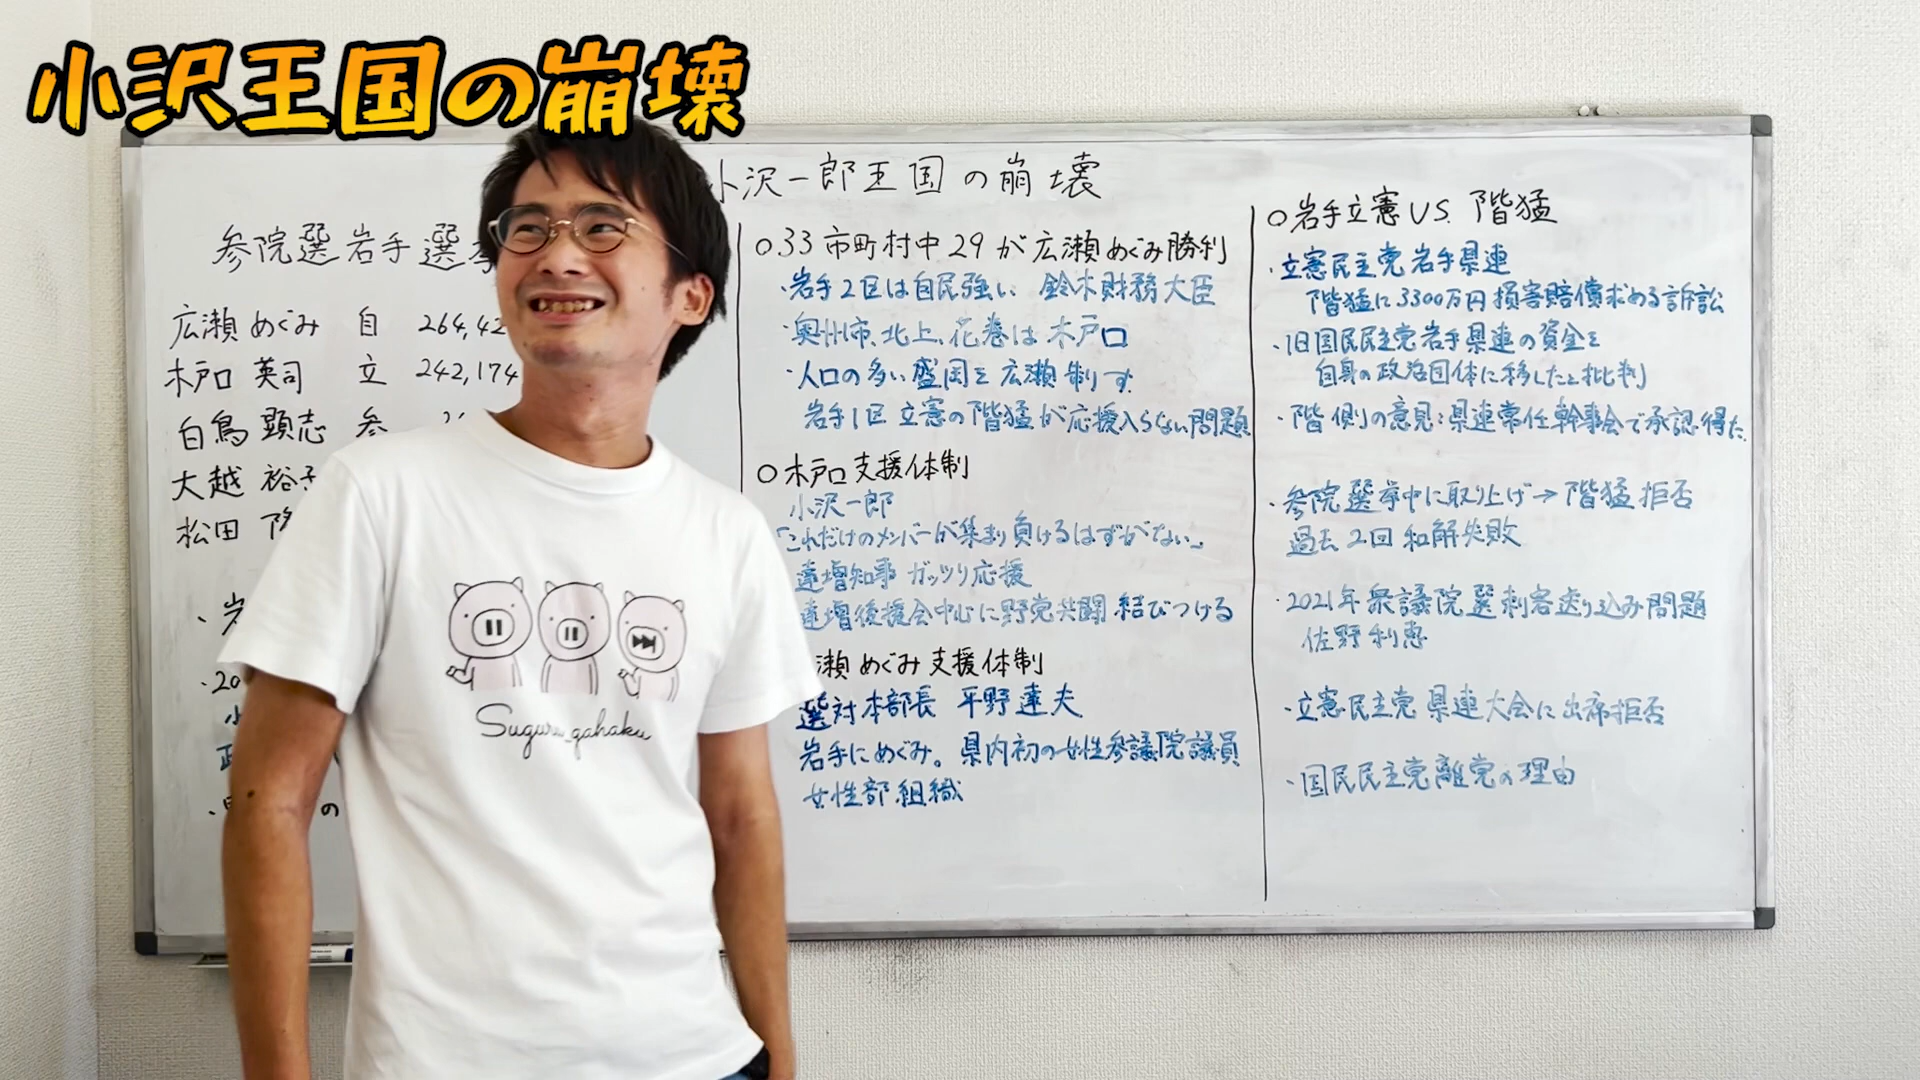 小沢王国の崩壊
小沢一郎王国の崩壊
参院選岩手選
広瀬 めぐみ 自 264,42
木戸口 英司 立 242,174
白鳥 顕志 参
大越 裕子
松田 隆
・岩
・20
小
政
の
○33市町村中29が広瀬めぐみ勝利
・岩手2区は自民強い 鈴木財務大臣
・奥州市、北上、花巻は木戸口
・人口の多い盛岡を広瀬制す
岩手1区 立憲の階猛が応援入らない問題
○木戸口支援体制
小沢一郎
「これだけのメンバーが集まり負けるはずがない。」
達増知事 ガッツリ応援
達増後援会中心に野党共闘 結びつける
瀬めぐみ支援体制
選対本部長 平野達夫
岩手にめぐみ。県内初の女性参議院議員
女性部組織
○岩手立憲VS.階猛
・立憲民主党岩手県連
階猛に3300万円損害賠償求める訴訟
・旧国民民主党岩手県連の資金を
自身の政治団体に移したと批判
・階側の意見:県連常任幹事会で承認得た。
・参院選挙中に取り上げ→階猛拒否
過去2回和解失敗
・2021年衆議院選刺客送り込み問題
佐野利恵
・立憲民主党県連大会に出席拒否
・国民民主党離党の理由
Suguru_gahaku